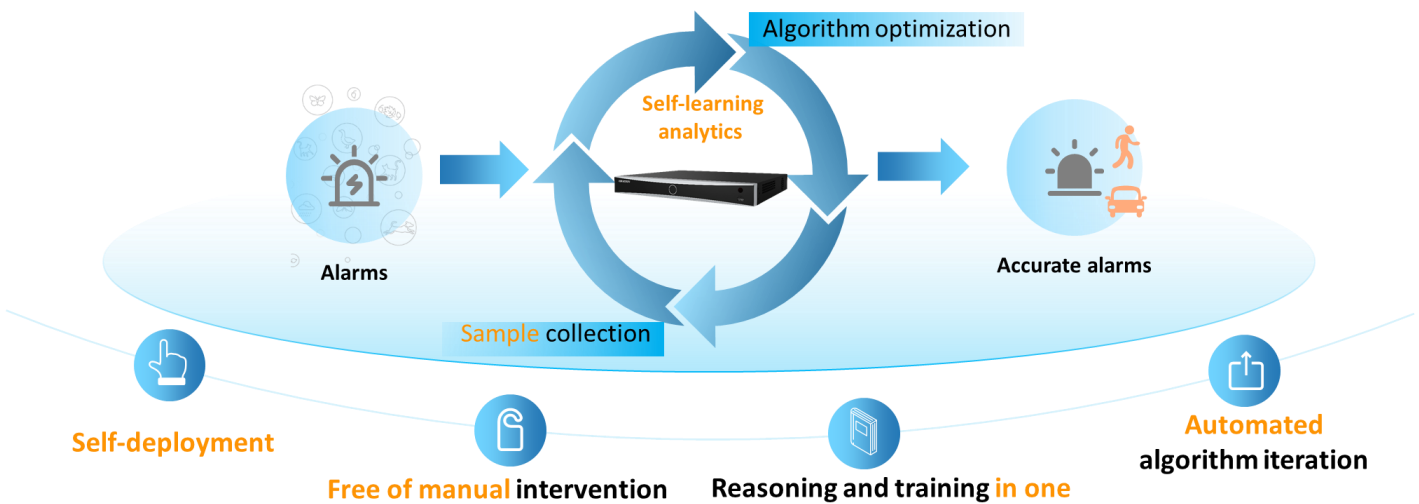 Algorithm optimization
Self-learning
analytics
Alarms
Accurate alarms
Sample collection
Self-deployment
Free of manual intervention
Reasoning and training in one
Automated
algorithm iteration